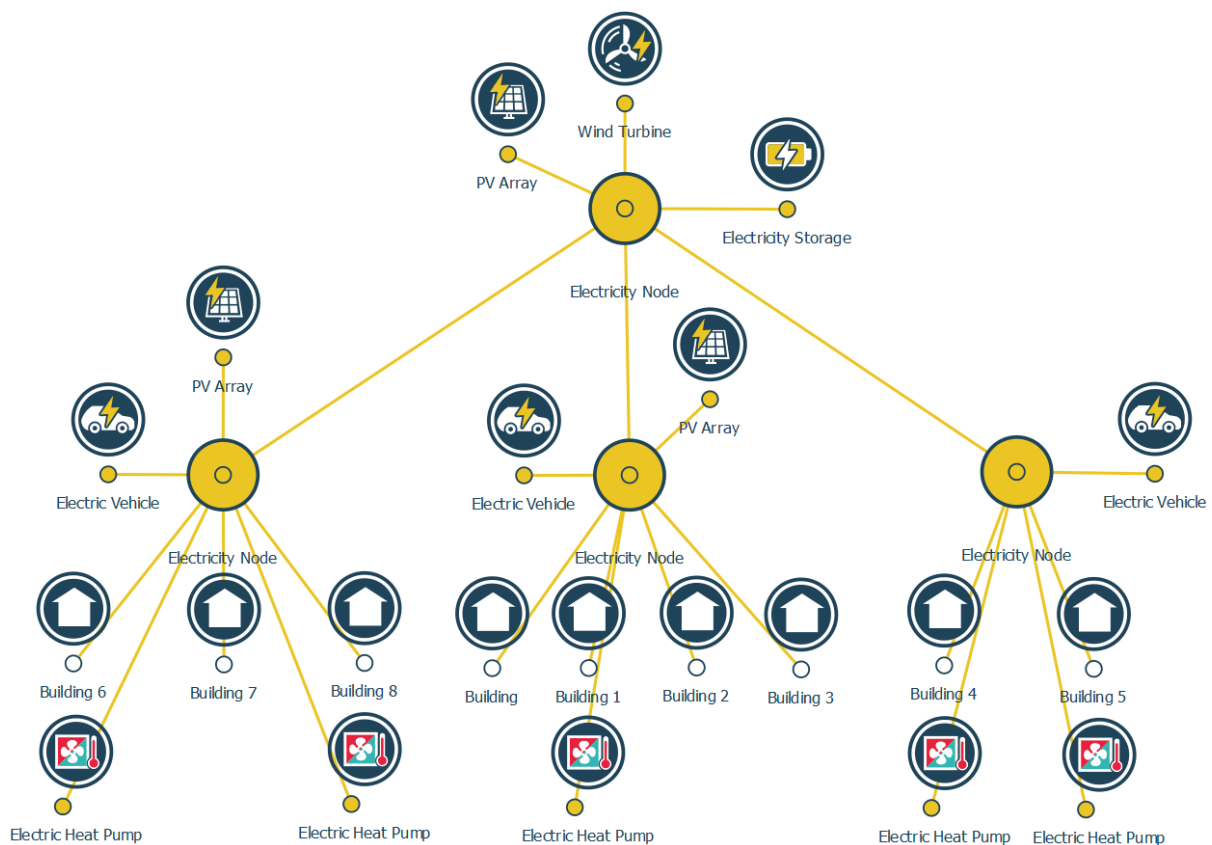 Wind Turbine
PV Array
Electricity Storage
Electricity Node
PV Array
PV Array
Electric Vehicle
Electric Vehicle
Electric Vehicle
Electricity Node
Electricity Node
Electricity Node
Building 6
Building 7
Building 8
Building
Building 1
Building 2
Building 3
Building 4
Building 5
Electric Heat Pump
Electric Heat Pump
Electric Heat Pump
Electric Heat Pump
Electric Heat Pump